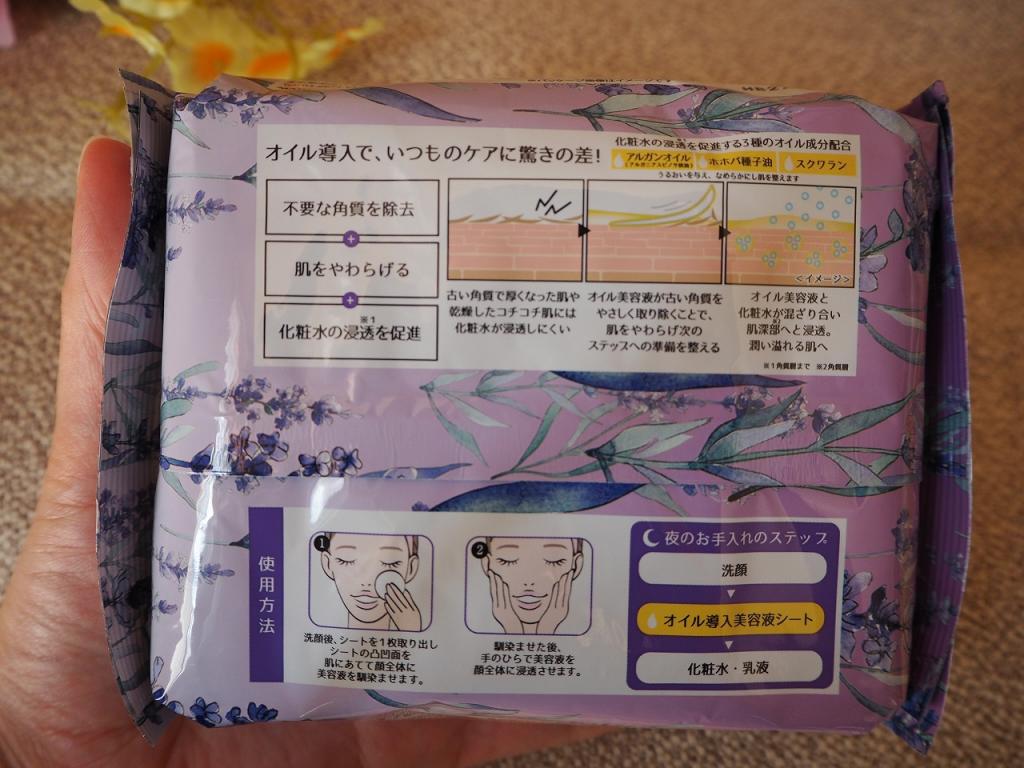 オイル導入で、いつものケアに驚きの差!
化粧水の浸透を促進する3種のオイル成分配合
アルガンオイル
ホホバ種子油
スクワラン
うるおいを与え、なめらかにし肌を整えます
不要な角質を除去
+
肌をやわらげる
+
※1
化粧水の浸透を促進
<イメージ>
古い角質で厚くなった肌や
乾燥したコチコチ肌には
化粧水が浸透しにくい
オイル美容液が古い角質を
やさしく取り除くことで、
肌をやわらげ次の
ステップへの準備を整える
オイル美容液と
化粧水が混ざり合い
※2
肌深部へと浸透。
潤い溢れる肌へ
※1角質層まで ※2角質層
使用方法
1
洗顔後、シートを1枚取り出し
シートの凸凹面を
肌にあてて顔全体に
美容液を馴染ませます。
2
馴染ませた後、
手のひらで美容液を
顔全体に浸透させます。
夜のお手入れのステップ
洗顔
オイル導入美容液シート
化粧水・乳液